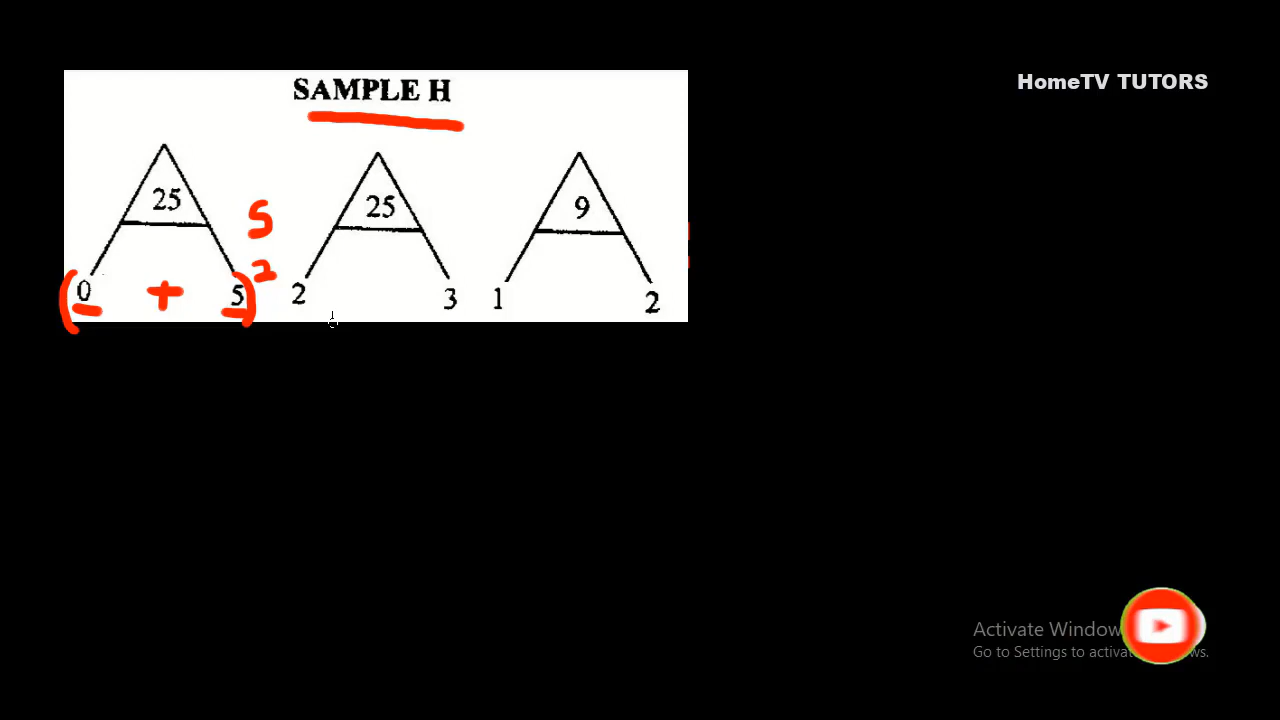 HomeTV TUTORS
SAMPLE H
25 25 9
5
(0 + 5)² 2 3 1 2
Activate Window
Go to Settings to activat ws.